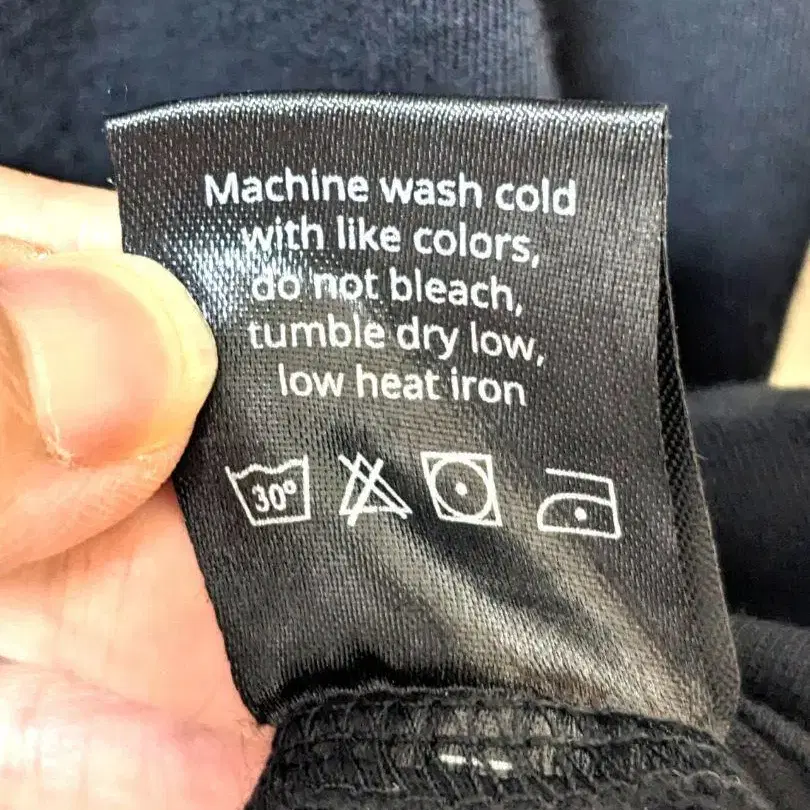 Machine wash cold
with like colors,
do not bleach,
tumble dry low,
low heat iron
30°